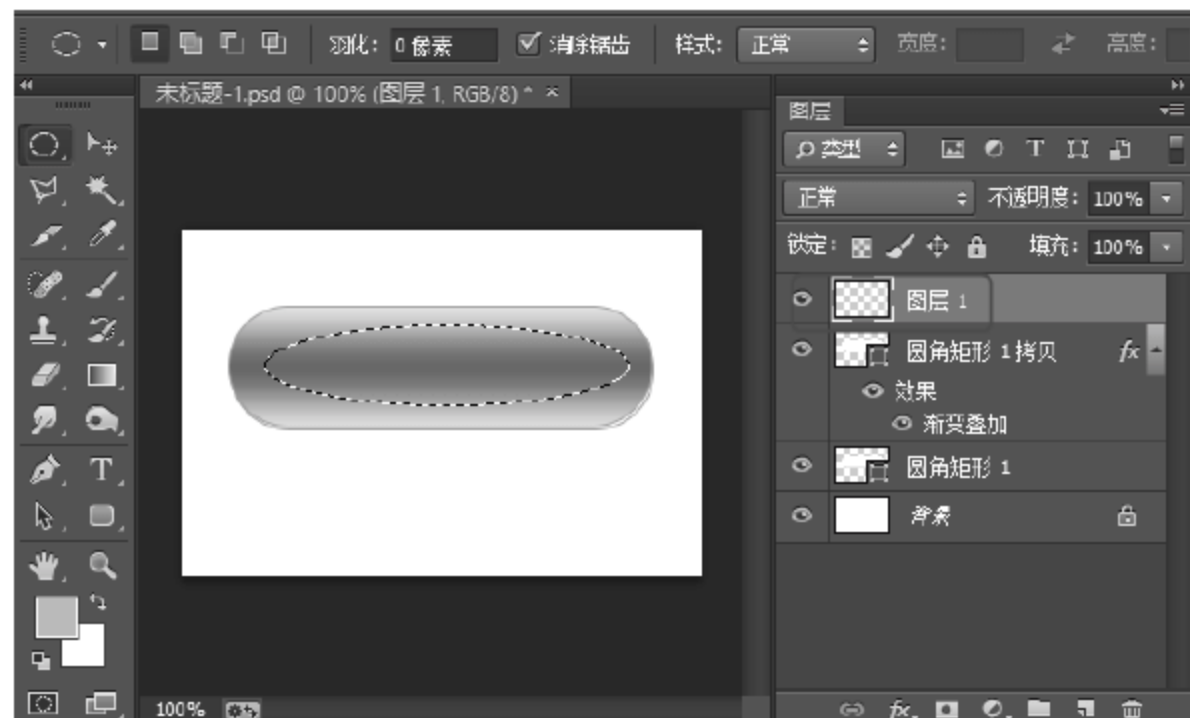 羽化: 0 像素 消除锯齿 样式: 正常 宽度: 高度:
未标题-1.psd @ 100% (图层 1, RGB/8) * ×
图层
类型
正常 不透明度: 100%
锁定: 填充: 100%
图层 1
圆角矩形 1 拷贝 fx
效果
渐变叠加
圆角矩形 1
背景
100%
fx